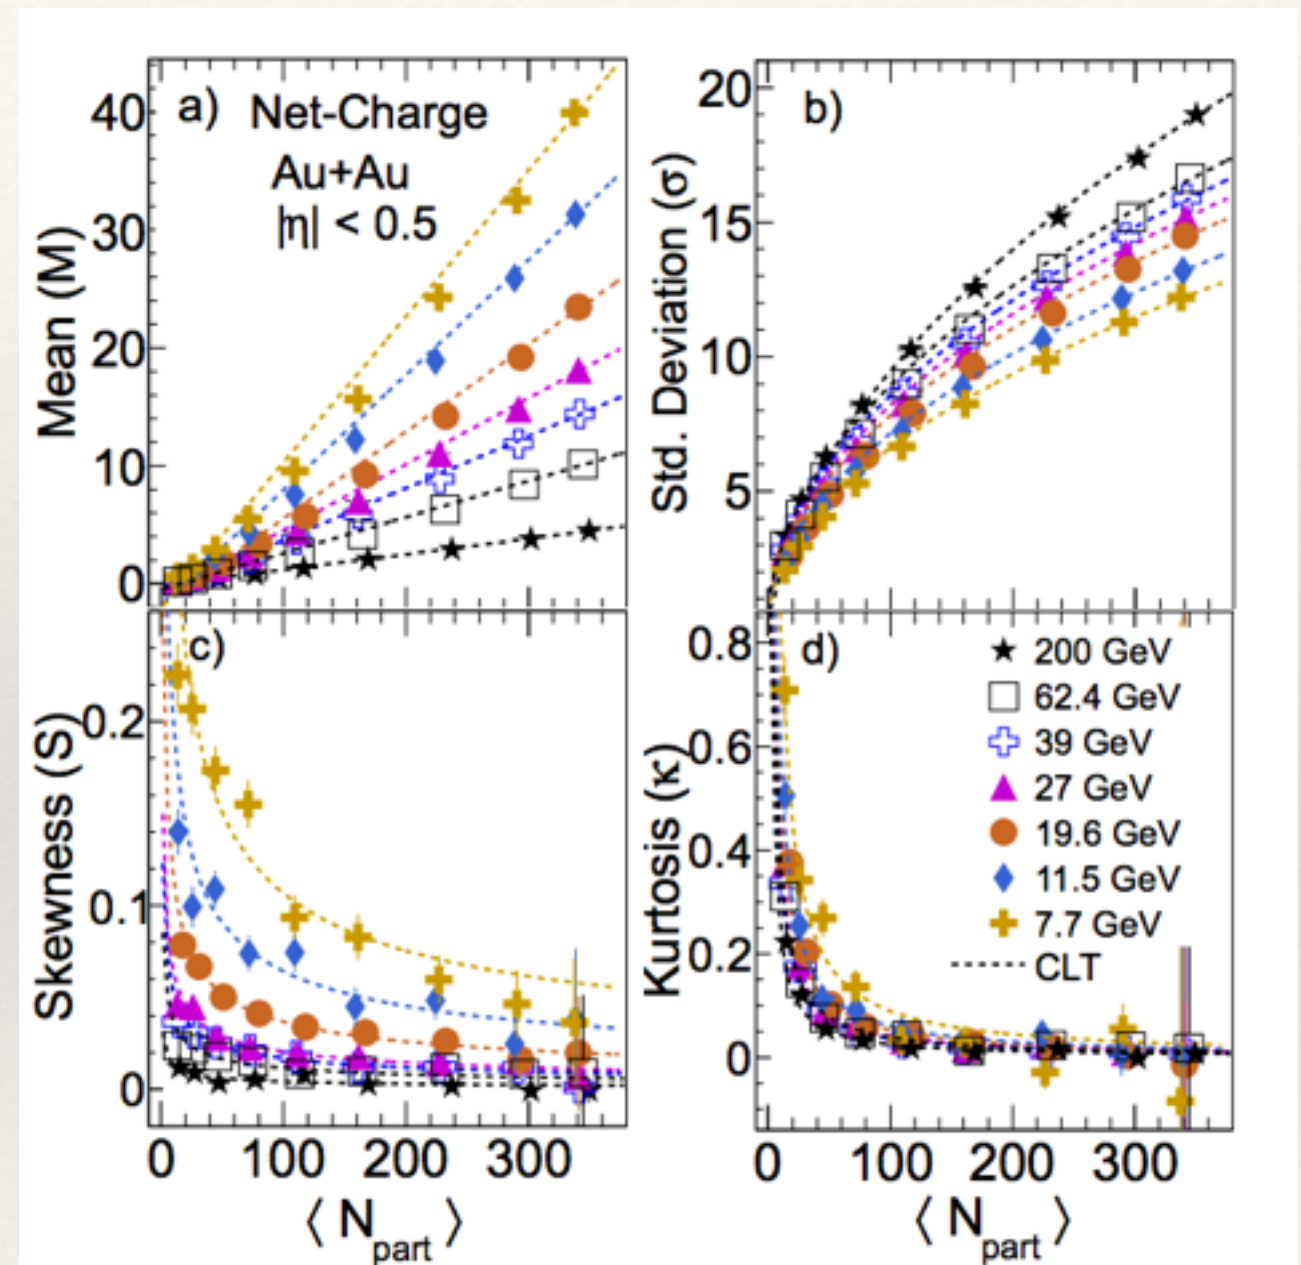 a) Net-Charge
Au+Au
|η| < 0.5
Mean (M)
40
30
20
10
0
b)
Std. Deviation (σ)
20
15
10
5
c)
Skewness (S)
0.2
0.1
0
0 100 200 300
⟨ N_part ⟩
d)
Kurtosis (κ)
0.8
0.6
0.4
0.2
0
200 GeV
62.4 GeV
39 GeV
27 GeV
19.6 GeV
11.5 GeV
7.7 GeV
CLT
0 100 200 300
⟨ N_part ⟩